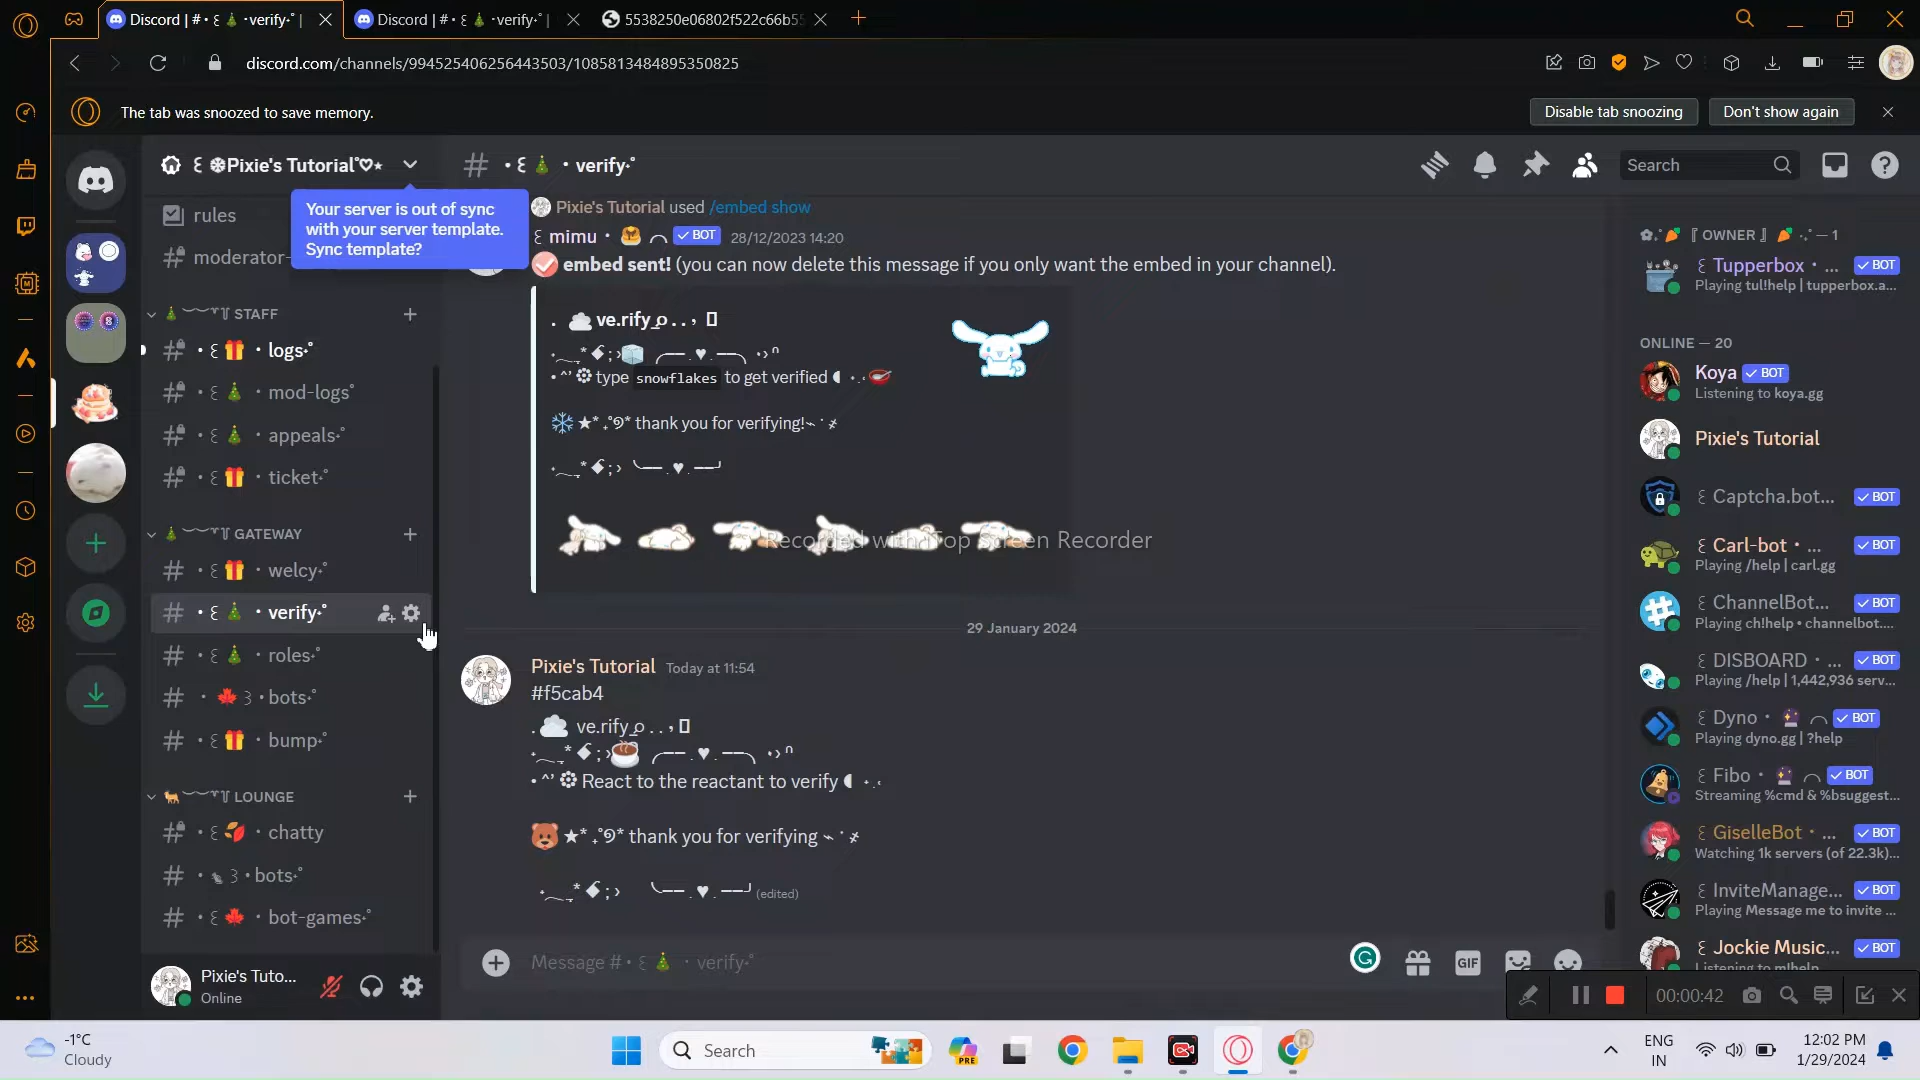 Discord | #・꒰🎄・verify˖° |
Discord | #・꒰🎄・verify˖° |
5538250e06802f522c66b55
discord.com/channels/994525406256443503/1085813484895350825
The tab was snoozed to save memory.
Disable tab snoozing
Don't show again
꒰ ❄Pixie's Tutorial°♡⋆
Your server is out of sync
with your server template.
Sync template?
rules
moderator-
STAFF
・꒰🎁・logs˖°
・꒰🎄・mod-logs˖°
・꒰🎄・appeals˖°
・꒰🎁・ticket˖°
GATEWAY
・꒰🎁・welcy˖°
・꒰🎄・verify˖°
・꒰🎄・roles˖°
・🍁꒱・bots˖°
・꒰🎁・bump˖°
LOUNGE
・꒰🍂・chatty
・🐿꒱・bots˖°
・꒰🍁・bot-games˖°
Pixie's Tuto...
Online
・꒰🎄・verify˖°
Search
Pixie's Tutorial used /embed show
꒰ mimu・ BOT 28/12/2023 14:20
embed sent! (you can now delete this message if you only want the embed in your channel).
. ☁ ve.rify
type snowflakes to get verified
❄ thank you for verifying!
Recorded with iTop Screen Recorder
29 January 2024
Pixie's Tutorial Today at 11:54
#f5cab4
. ☁ ve.rify
React to the reactant to verify
🐻 thank you for verifying
(edited)
Message #・꒰🎄・verify˖°
GIF
『 OWNER 』 — 1
꒰ Tupperbox・ ... BOT
Playing tul!help | tupperbox.a...
ONLINE — 20
Koya BOT
Listening to koya.gg
Pixie's Tutorial
꒰ Captcha.bot... BOT
꒰ Carl-bot・ ... BOT
Playing /help | carl.gg
꒰ ChannelBot... BOT
Playing ch!help • channelbot....
꒰ DISBOARD・ ... BOT
Playing /help | 1,442,936 serv...
꒰ Dyno・ BOT
Playing dyno.gg | ?help
꒰ Fibo・ BOT
Streaming %cmd & %bsuggest...
꒰ GiselleBot・ ... BOT
Watching 1k servers (of 22.3k)...
꒰ InviteManage... BOT
Playing Message me to invite ...
꒰ Jockie Music... BOT
Listening to m!help
00:00:42
-1°C
Cloudy
Search
PRE
ENG
IN
12:02 PM
1/29/2024